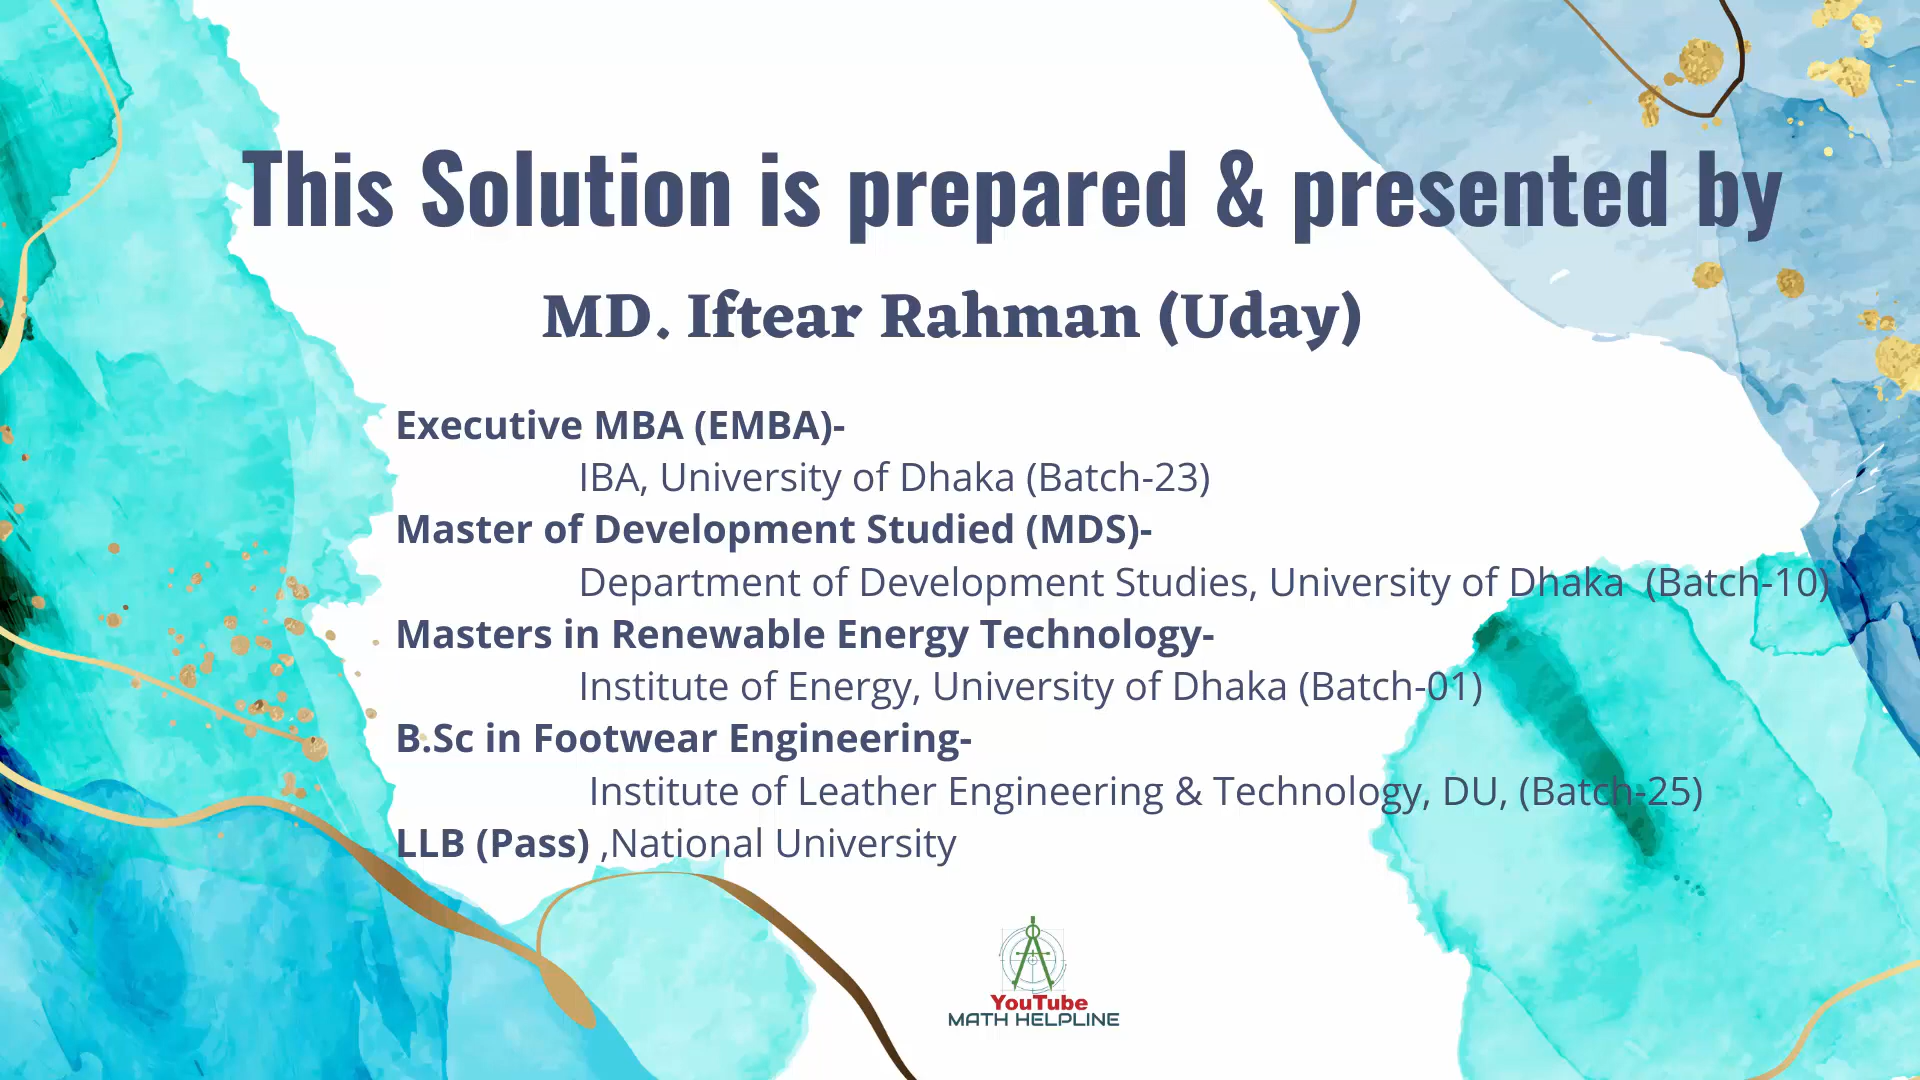 This Solution is prepared & presented by
MD. Iftear Rahman (Uday)
Executive MBA (EMBA)-
IBA, University of Dhaka (Batch-23)
Master of Development Studied (MDS)-
Department of Development Studies, University of Dhaka (Batch-10)
Masters in Renewable Energy Technology-
Institute of Energy, University of Dhaka (Batch-01)
B.Sc in Footwear Engineering-
Institute of Leather Engineering & Technology, DU, (Batch-25)
LLB (Pass) ,National University
YouTube
MATH HELPLINE